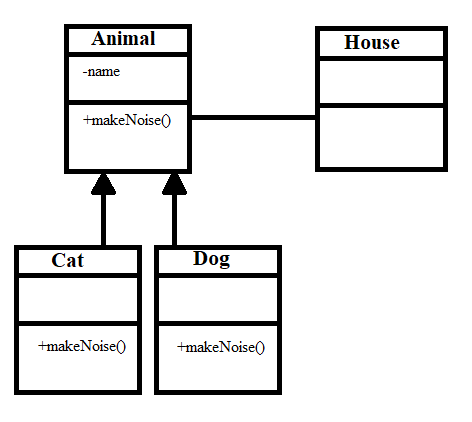 Animal
-name
+makeNoise()
House
Cat
+makeNoise()
Dog
+makeNoise()